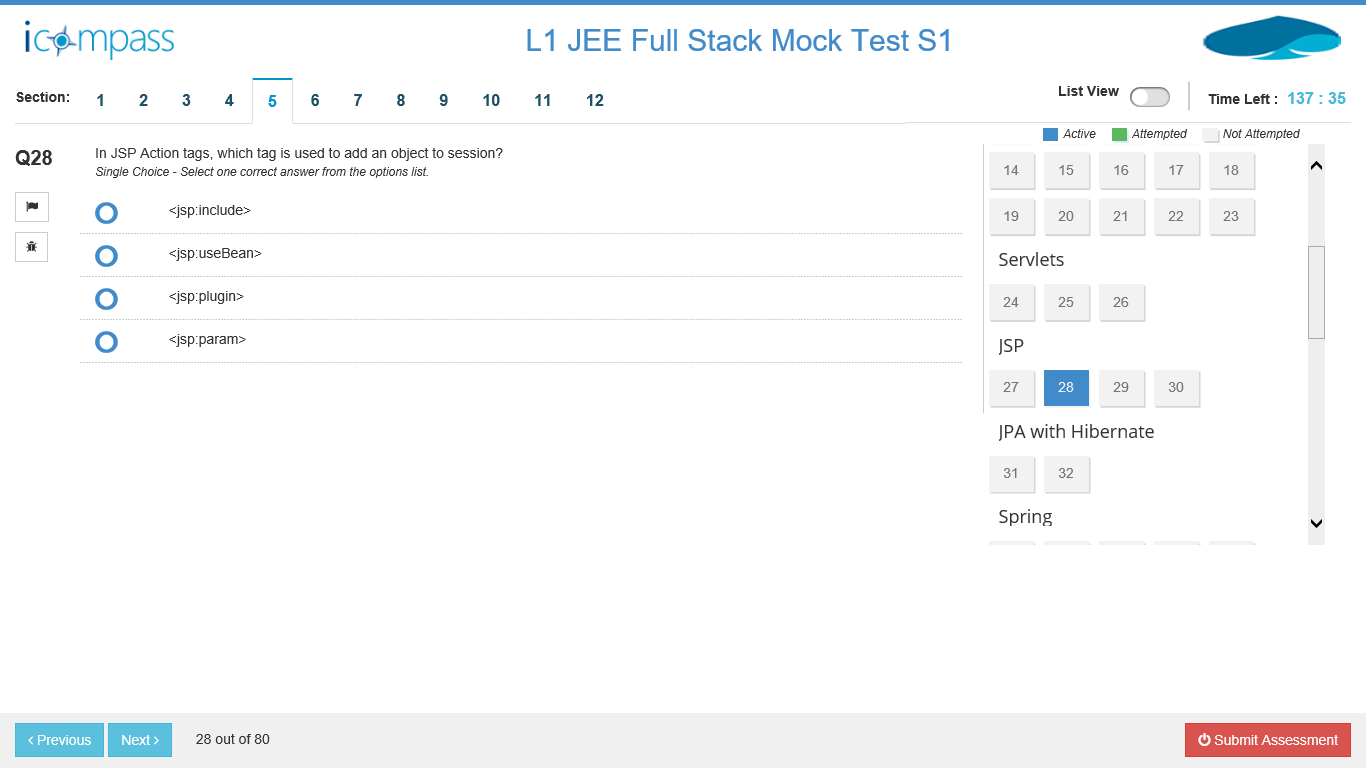 icompass
L1 JEE Full Stack Mock Test S1
Section: 1 2 3 4 5 6 7 8 9 10 11 12
List View
Time Left : 137 : 35
Active Attempted Not Attempted
Q28
In JSP Action tags, which tag is used to add an object to session?
Single Choice - Select one correct answer from the options list.
<jsp:include>
<jsp:useBean>
<jsp:plugin>
<jsp:param>
14 15 16 17 18
19 20 21 22 23
Servlets
24 25 26
JSP
27 28 29 30
JPA with Hibernate
31 32
Spring
Previous
Next
28 out of 80
Submit Assessment